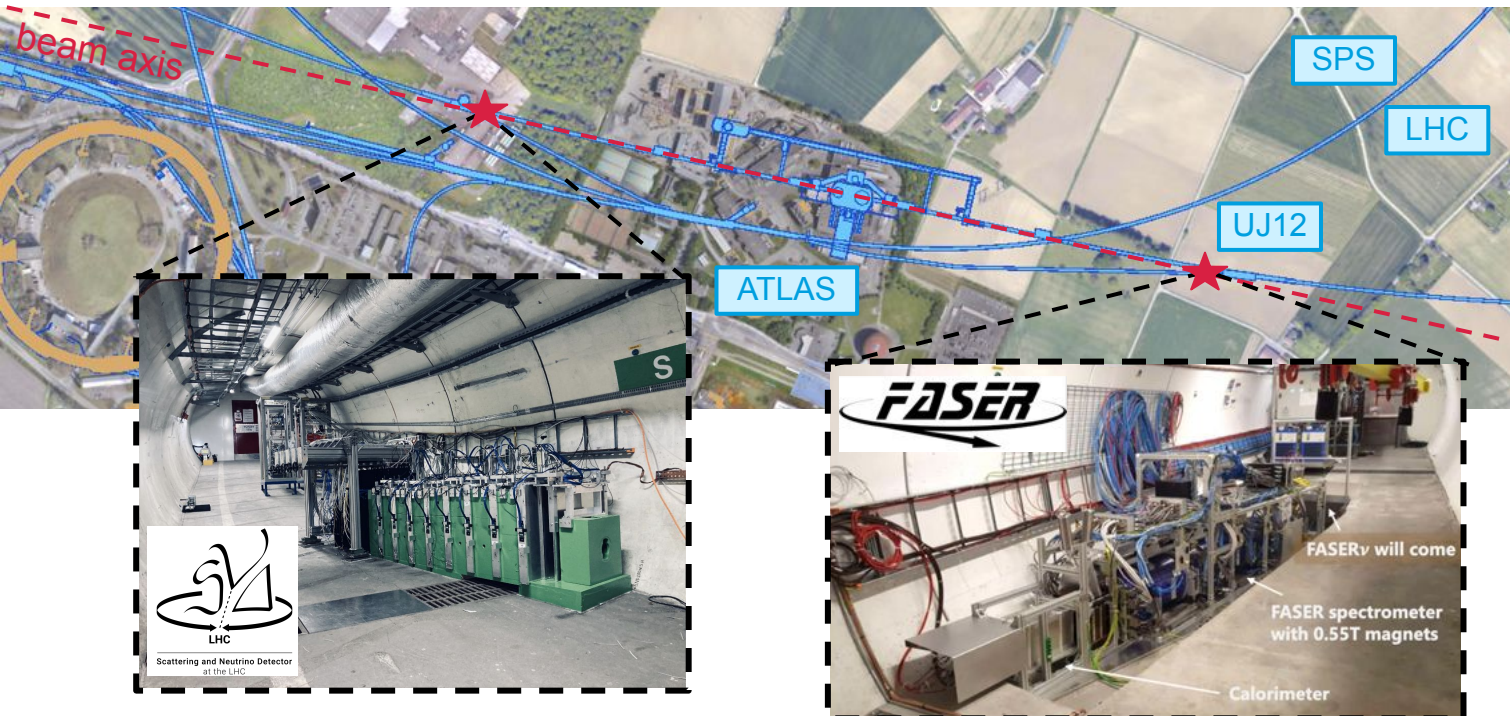 beam axis
SPS
LHC
UJ12
ATLAS
S
LHC
Scattering and Neutrino Detector
at the LHC
FASER
FASERν will come
FASER spectrometer
with 0.55T magnets
Calorimeter